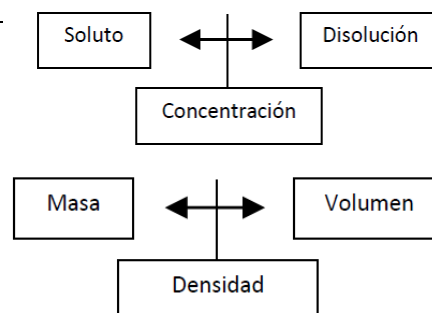 Soluto
Disolución
Concentración
Masa
Volumen
Densidad